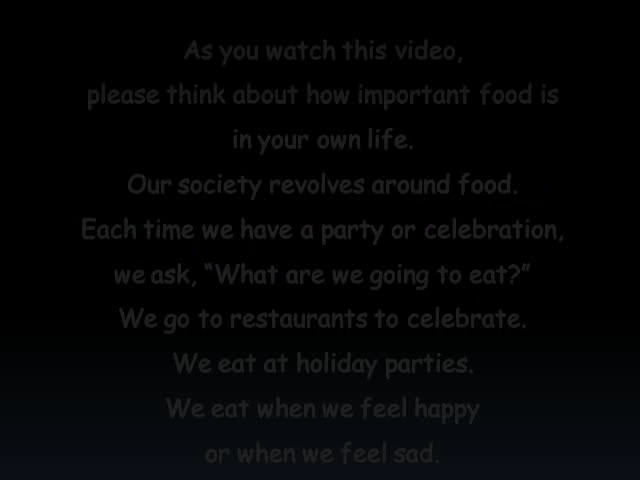 As you watch this video,
please think about how important food is
in your own life.
Our society revolves around food.
Each time we have a party or celebration,
we ask, “What are we going to eat?”
We go to restaurants to celebrate.
We eat at holiday parties.
We eat when we feel happy
or when we feel sad.